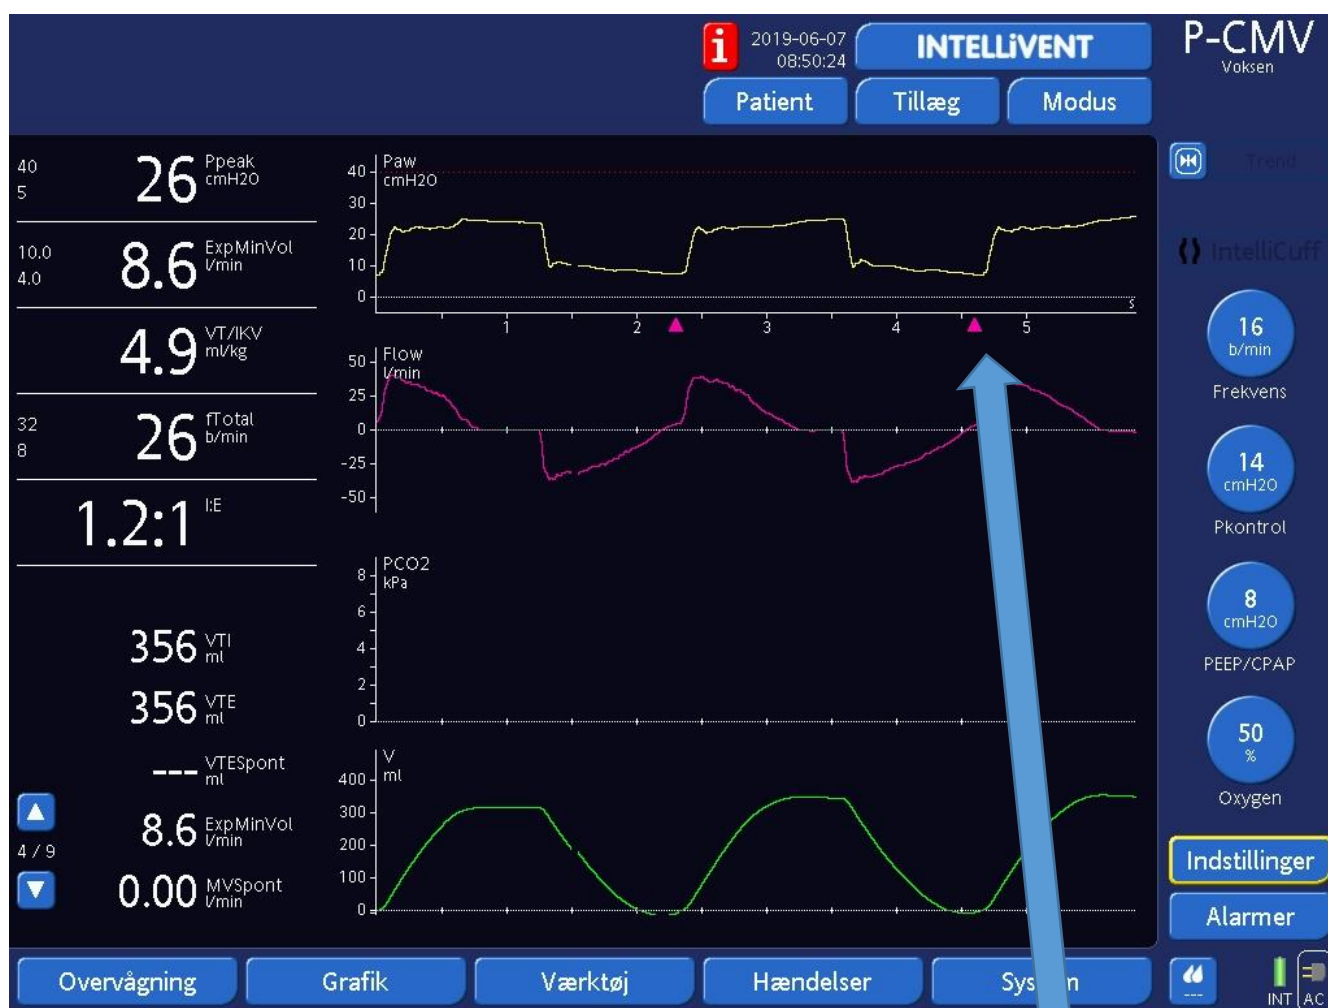 i
2019-06-07
08:50:24
INTELLiVENT
P-CMV
Voksen
Patient
Tillæg
Modus
40
5
26
Ppeak
cmH2O
10.0
4.0
8.6
ExpMinVol
l/min
4.9
VT/IKV
ml/kg
32
8
26
fTotal
b/min
1.2:1
I:E
356
VTI
ml
356
VTE
ml
---
VTESpont
ml
8.6
ExpMinVol
l/min
0.00
MVSpont
l/min
4 / 9
Paw
cmH2O
40
30
20
10
0
s
1 2 3 4 5
Flow
l/min
50
25
0
-25
-50
PCO2
kPa
8
6
4
2
0
V
ml
400
300
200
100
0
Trend
IntelliCuff
16
b/min
Frekvens
14
cmH2O
Pkontrol
8
cmH2O
PEEP/CPAP
50
%
Oxygen
Indstillinger
Alarmer
Overvågning
Grafik
Værktøj
Hændelser
Sys n
---
INT
AC